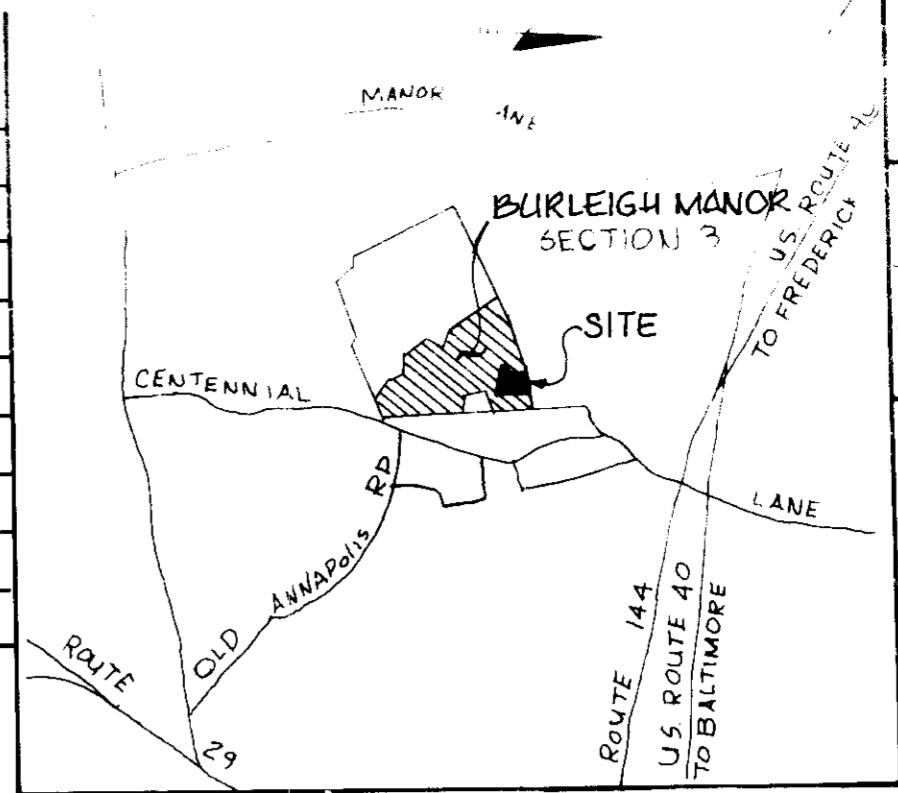 MANOR
BURLEIGH MANOR
SECTION 3
SITE
U.S. ROUTE
TO FREDERICK
CENTENNIAL
LANE
OLD ANNAPOLIS RD
ROUTE 29
ROUTE 144
U.S. ROUTE 40
TO BALTIMORE